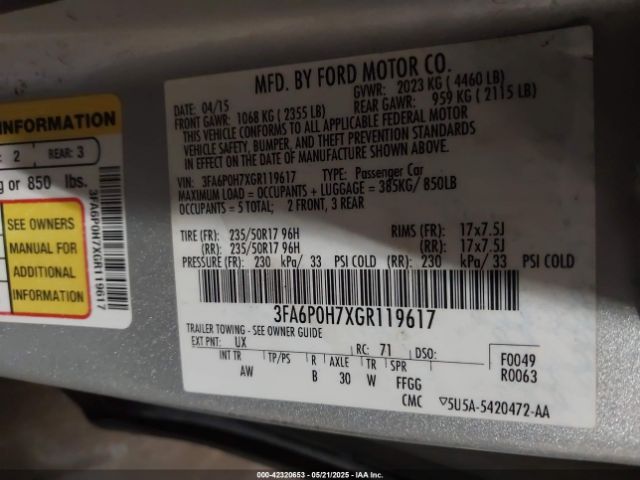 INFORMATION
: 2 REAR: 3
g or 850 lbs.
SEE OWNERS
MANUAL FOR
ADDITIONAL
INFORMATION
3FA6P0H7XGR119617
MFD. BY FORD MOTOR CO.
DATE: 04/15 GVWR: 2023 KG ( 4460 LB)
FRONT GAWR: 1068 KG ( 2355 LB) REAR GAWR: 959 KG ( 2115 LB)
THIS VEHICLE CONFORMS TO ALL APPLICABLE FEDERAL MOTOR
VEHICLE SAFETY, BUMPER, AND THEFT PREVENTION STANDARDS
IN EFFECT ON THE DATE OF MANUFACTURE SHOWN ABOVE.
VIN: 3FA6P0H7XGR119617 TYPE: Passenger Car
MAXIMUM LOAD = OCCUPANTS + LUGGAGE = 385KG/ 850LB
OCCUPANTS = 5 TOTAL; 2 FRONT, 3 REAR
TIRE (FR): 235/50R17 96H RIMS (FR): 17x7.5J
(RR): 235/50R17 96H (RR): 17x7.5J
PRESSURE (FR): 230 kPa/ 33 PSI COLD (RR): 230 kPa/ 33 PSI COLD
3FA6P0H7XGR119617
TRAILER TOWING - SEE OWNER GUIDE
EXT PNT: UX RC: 71 DSO: F0049
INT TR TP/PS R AXLE TR SPR R0063
AW B 30 W FFGG
CMC ▽5U5A-5420472-AA
000-42320653 - 05/21/2025 - IAAI.COM